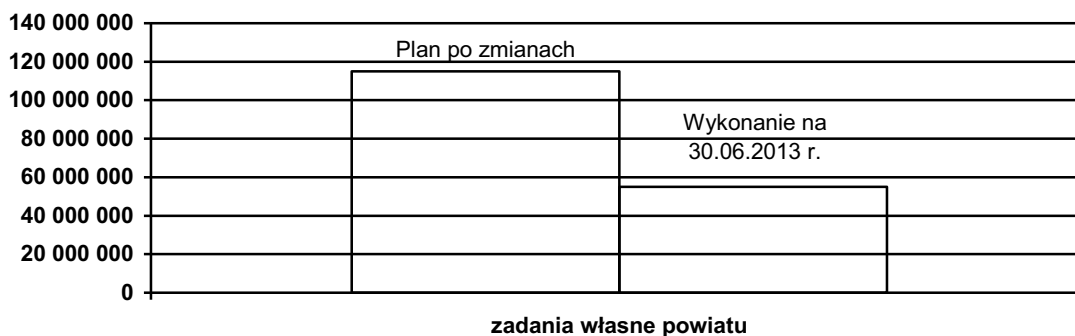 140 000 000
120 000 000
100 000 000
80 000 000
60 000 000
40 000 000
20 000 000
0
Plan po zmianach
Wykonanie na
30.06.2013 r.
zadania własne powiatu